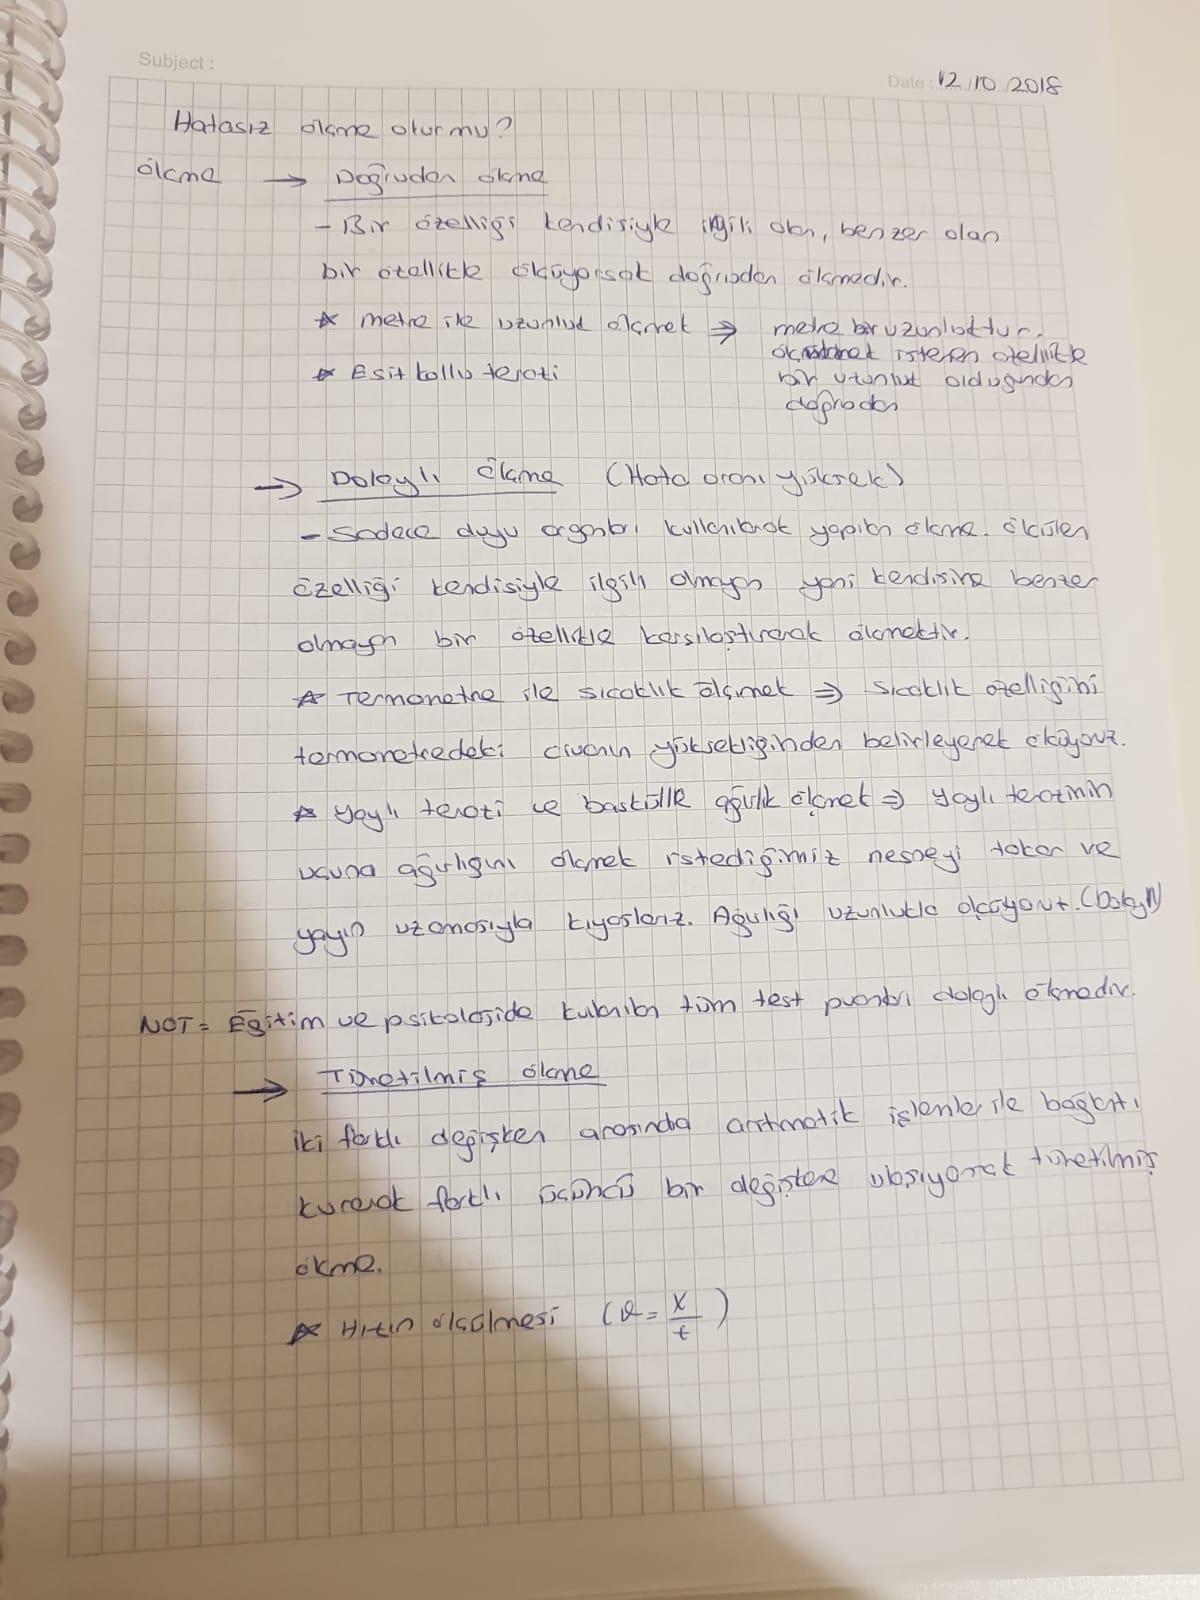 Subject :
Date : 12/10/2018
Hatasız ölçme olur mu?
ölçme → Doğrudan ölçme
- Bir özelliği kendisiyle ilgili olan, benzer olan
bir özellikle ölçüyorsak doğrudan ölçmedir.
* metre ile uzunluk ölçmek ⇒ metre bir uzunluktur.
istenen özellikte
* Eşit kollu terazi
bir uzunluk olduğundan
doğrudan
→ Dolaylı ölçme (Hata oranı yüksek)
- Sadece duyu organları kullanılarak yapılan ölçme. Ölçülen
özelliği kendisiyle ilgili olmayan yani kendisine benzer
olmayan bir özellikle karşılaştırarak ölçmektir.
* Termometre ile sıcaklık ölçmek ⇒ Sıcaklık özelliğini
termometredeki civanın yüksekliğinden belirleyerek ölçüyoruz.
* Yaylı terazi ve baskülle ağırlık ölçmek ⇒ Yaylı terazinin
ucuna ağırlığını ölçmek istediğimiz nesneyi takar ve
yayın uzamasıyla kıyaslarız. Ağırlığı uzunlukla ölçüyoruz. (Dolaylı)
NOT = Eğitim ve psikolojide kullanılan tüm test puanları dolaylı ölçmedir.
→ Türetilmiş ölçme
iki farklı değişken arasında aritmatik işlemler ile bağlantı
kurarak farklı üçüncü bir değişkene ulaşıyorsak türetilmiş
ölçme.
* Hızın ölçülmesi (ϑ = x/t)